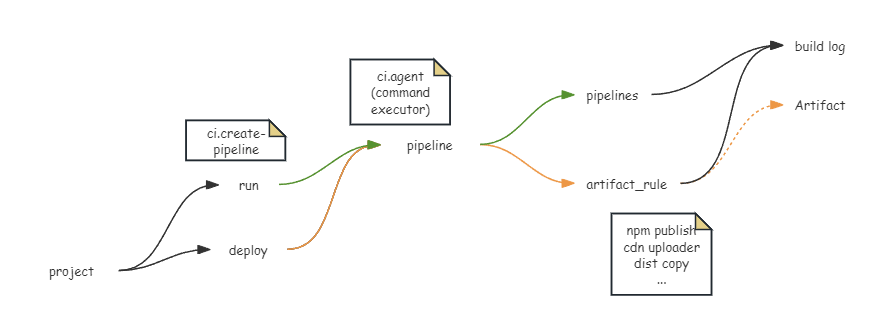 build log
ci.agent
(command
executor)
pipelines
Artifact
ci.create-
pipeline
pipeline
run
artifact_rule
npm publish
cdn uploader
dist copy
...
deploy
project